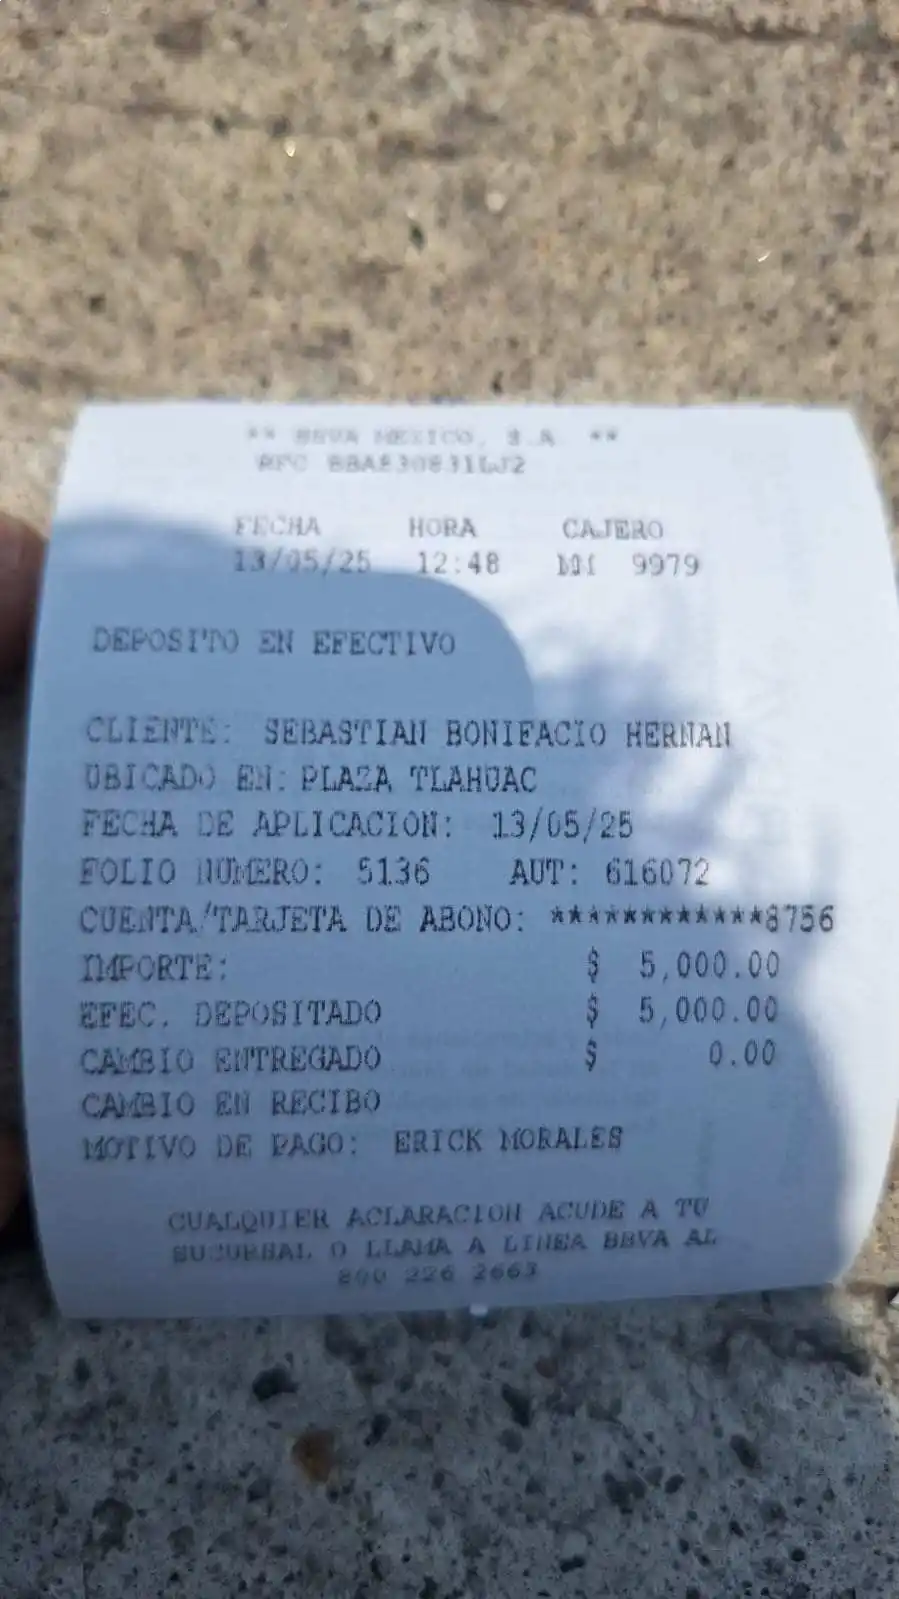 ** BBVA MEXICO, S.A. **
RFC BBA830831LJ2
FECHA HORA CAJERO
13/05/25 12:48 9979
DEPOSITO EN EFECTIVO
CLIENTE: SEBASTIAN BONIFACIO HERNAN
UBICADO EN: PLAZA TLAHUAC
FECHA DE APLICACION: 13/05/25
FOLIO NUMERO: 5136 AUT: 616072
CUENTA/TARJETA DE ABONO: ************8756
IMPORTE: $ 5,000.00
EFEC. DEPOSITADO $ 5,000.00
CAMBIO ENTREGADO $ 0.00
CAMBIO EN RECIBO
MOTIVO DE PAGO: ERICK MORALES
CUALQUIER ACLARACION ACUDE A TU
SUCURSAL O LLAMA A LINEA BBVA AL
800 226 2663